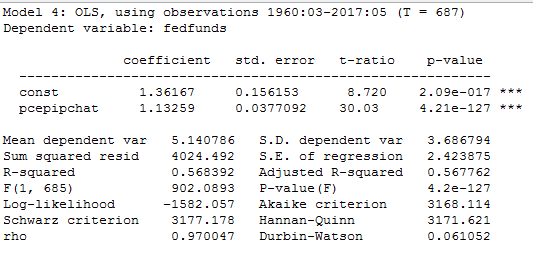 Model 4: OLS, using observations 1960:03-2017:05 (T = 687)
Dependent variable: fedfunds
coefficient std. error t-ratio p-value
---------------------------------------------------------
const 1.36167 0.156153 8.720 2.09e-017 ***
pcepipchat 1.13259 0.0377092 30.03 4.21e-127 ***
Mean dependent var 5.140786 S.D. dependent var 3.686794
Sum squared resid 4024.492 S.E. of regression 2.423875
R-squared 0.568392 Adjusted R-squared 0.567762
F(1, 685) 902.0893 P-value(F) 4.2e-127
Log-likelihood -1582.057 Akaike criterion 3168.114
Schwarz criterion 3177.178 Hannan-Quinn 3171.621
rho 0.970047 Durbin-Watson 0.061052